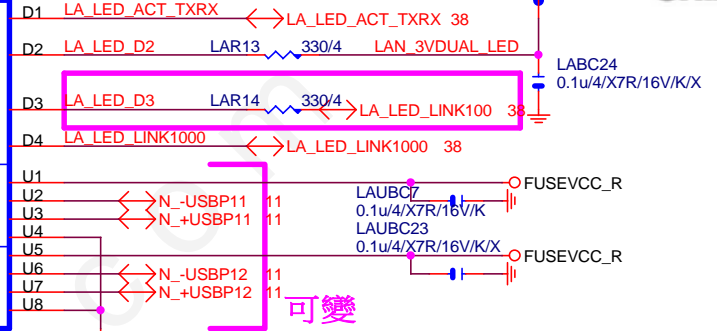 D1 LA_LED_ACT_TXRX LA_LED_ACT_TXRX 38
D2 LA_LED_D2 LAR13 330/4 LAN_3VDUAL_LED
LABC24
0.1u/4/X7R/16V/K/X
D3 LA_LED_D3 LAR14 330/4 LA_LED_LINK100 38
D4 LA_LED_LINK1000 LA_LED_LINK1000 38
U1 FUSEVCC_R
U2 N_-USBP11 11 LAUBC7
U3 N_+USBP11 11 0.1u/4/X7R/16V/K
U4 LAUBC23
U5 0.1u/4/X7R/16V/K/X FUSEVCC_R
U6 N_-USBP12 11
U7 N_+USBP12 11
U8
可變
com